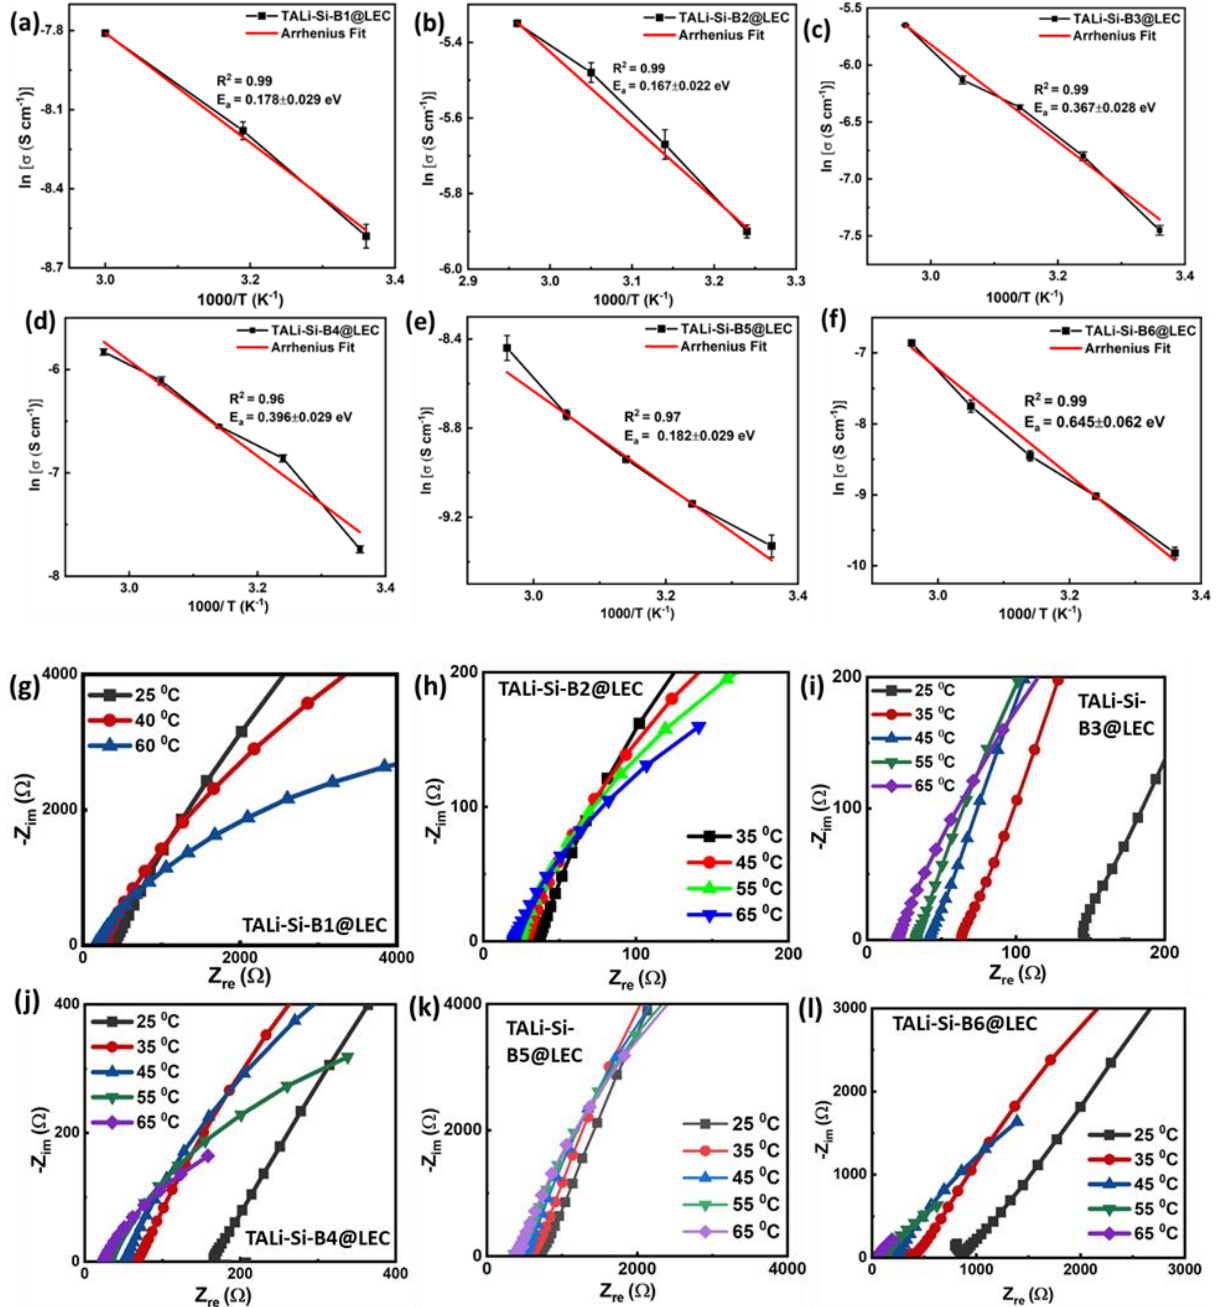 (a)
TALi-Si-B1@LEC
Arrhenius Fit
R² = 0.99
Eₐ = 0.178±0.029 eV
ln [σ (S cm⁻¹)]
-7.8
-8.1
-8.4
-8.7
3.0
3.2
3.4
1000/T (K⁻¹)
(b)
TALi-Si-B2@LEC
Arrhenius Fit
R² = 0.99
Eₐ = 0.167±0.022 eV
ln [σ (S cm⁻¹)]
-5.4
-5.6
-5.8
-6.0
2.9
3.0
3.1
3.2
3.3
1000/T (K⁻¹)
(c)
TALi-Si-B3@LEC
Arrhenius Fit
R² = 0.99
Eₐ = 0.367±0.028 eV
ln [σ (S cm⁻¹)]
-5.5
-6.0
-6.5
-7.0
-7.5
3.0
3.2
3.4
1000/T (K⁻¹)
(d)
TALi-Si-B4@LEC
Arrhenius Fit
R² = 0.96
Eₐ = 0.396±0.029 eV
ln [σ (S cm⁻¹)]
-6
-7
-8
3.0
3.2
3.4
1000/ T (K⁻¹)
(e)
TALi-Si-B5@LEC
Arrhenius Fit
R² = 0.97
Eₐ = 0.182±0.029 eV
ln [σ (S cm⁻¹)]
-8.4
-8.8
-9.2
3.0
3.2
3.4
1000/T (K⁻¹)
(f)
TALi-Si-B6@LEC
Arrhenius Fit
R² = 0.99
Eₐ = 0.645±0.062 eV
ln [σ (S cm⁻¹)]
-7
-8
-9
-10
3.0
3.2
3.4
1000/T (K⁻¹)
(g)
25 ⁰C
40 ⁰C
60 ⁰C
TALi-Si-B1@LEC
-Zim (Ω)
4000
2000
0
0
2000
4000
Zre (Ω)
(h)
TALi-Si-B2@LEC
35 ⁰C
45 ⁰C
55 ⁰C
65 ⁰C
-Zim (Ω)
200
100
0
0
100
200
Zre (Ω)
(i)
25 ⁰C
35 ⁰C
45 ⁰C
55 ⁰C
65 ⁰C
TALi-Si-
B3@LEC
-Zim (Ω)
200
100
0
0
100
200
Zre (Ω)
(j)
25 ⁰C
35 ⁰C
45 ⁰C
55 ⁰C
65 ⁰C
TALi-Si-B4@LEC
-Zim (Ω)
400
200
0
0
200
400
Zre (Ω)
(k)
TALi-Si-
B5@LEC
25 ⁰C
35 ⁰C
45 ⁰C
55 ⁰C
65 ⁰C
-Zim (Ω)
4000
2000
0
0
2000
4000
Zre (Ω)
(l)
TALi-Si-B6@LEC
25 ⁰C
35 ⁰C
45 ⁰C
55 ⁰C
65 ⁰C
-Zim (Ω)
3000
2000
1000
0
0
1000
2000
3000
Zre (Ω)